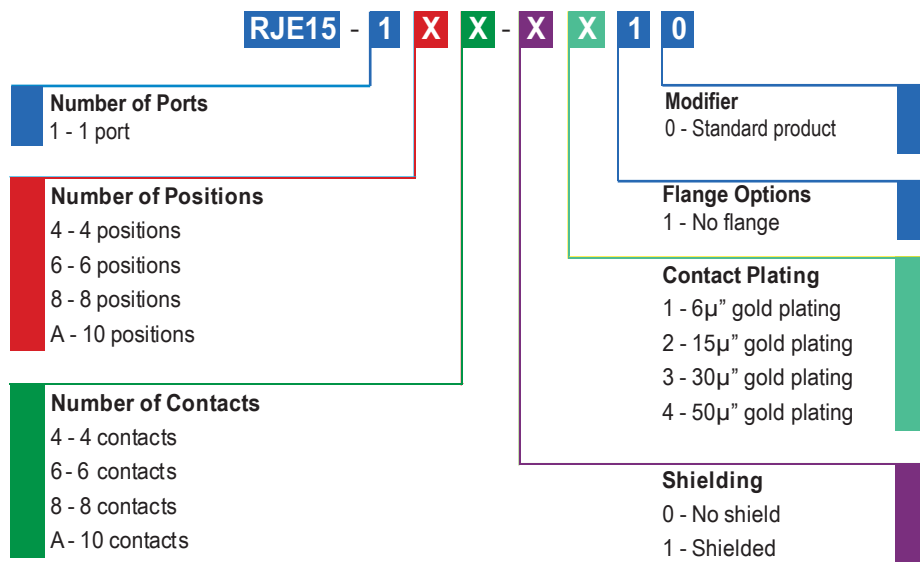 RJE15 - 1 X X - X X 1 0
Number of Ports
1 - 1 port
Number of Positions
4 - 4 positions
6 - 6 positions
8 - 8 positions
A - 10 positions
Number of Contacts
4 - 4 contacts
6 - 6 contacts
8 - 8 contacts
A - 10 contacts
Modifier
0 - Standard product
Flange Options
1 - No flange
Contact Plating
1 - 6µ” gold plating
2 - 15µ” gold plating
3 - 30µ” gold plating
4 - 50µ” gold plating
Shielding
0 - No shield
1 - Shielded